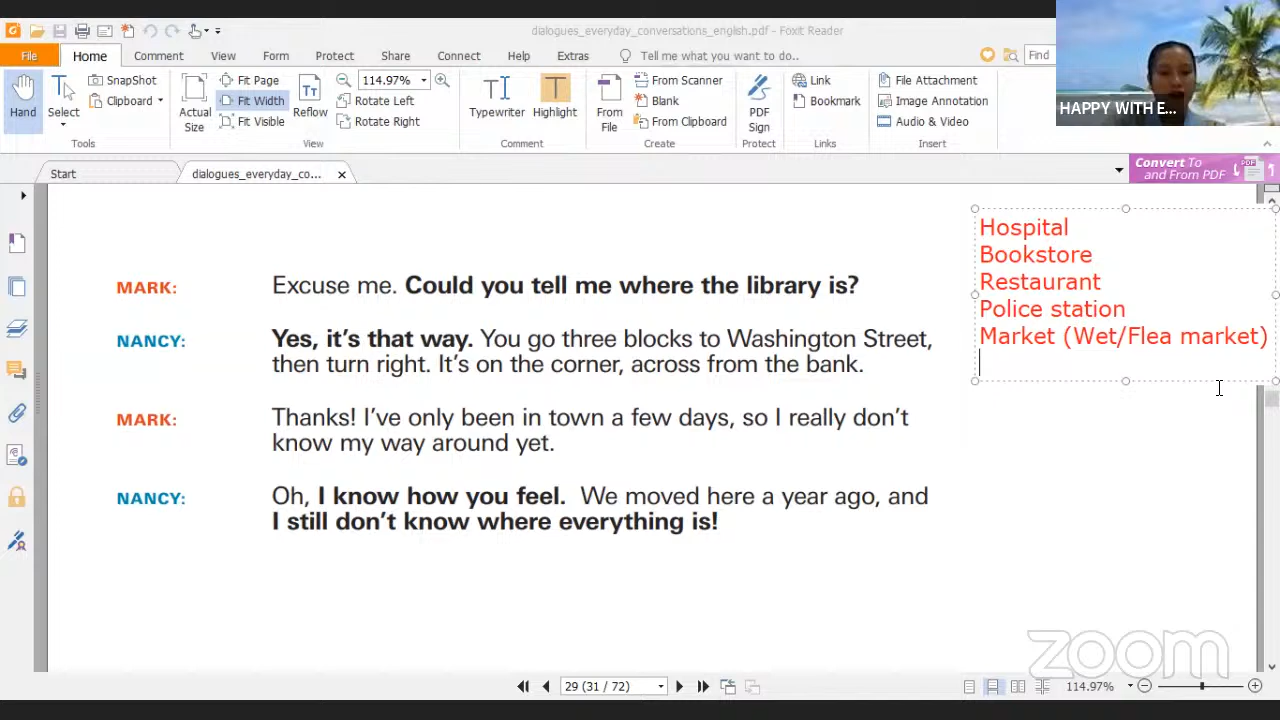 dialogues_everyday_conversations_english.pdf - Foxit Reader
File Home Comment View Form Protect Share Connect Help Extras Tell me what you want to do... Find
Hand
Select
SnapShot
Clipboard
Tools
Actual Size
Fit Page
Fit Width
Fit Visible
Reflow
114.97%
Rotate Left
Rotate Right
View
Typewriter
Highlight
Comment
From File
From Scanner
Blank
From Clipboard
Create
PDF Sign
Protect
Link
Bookmark
Links
File Attachment
Image Annotation
Audio & Video
Insert
HAPPY WITH E...
Start
dialogues_everyday_co...
Convert To
and From PDF
PDF
Hospital
Bookstore
Restaurant
Police station
Market (Wet/Flea market)
MARK: Excuse me. Could you tell me where the library is?
NANCY: Yes, it's that way. You go three blocks to Washington Street,
then turn right. It's on the corner, across from the bank.
MARK: Thanks! I've only been in town a few days, so I really don't
know my way around yet.
NANCY: Oh, I know how you feel. We moved here a year ago, and
I still don't know where everything is!
zoom
29 (31 / 72)
114.97%